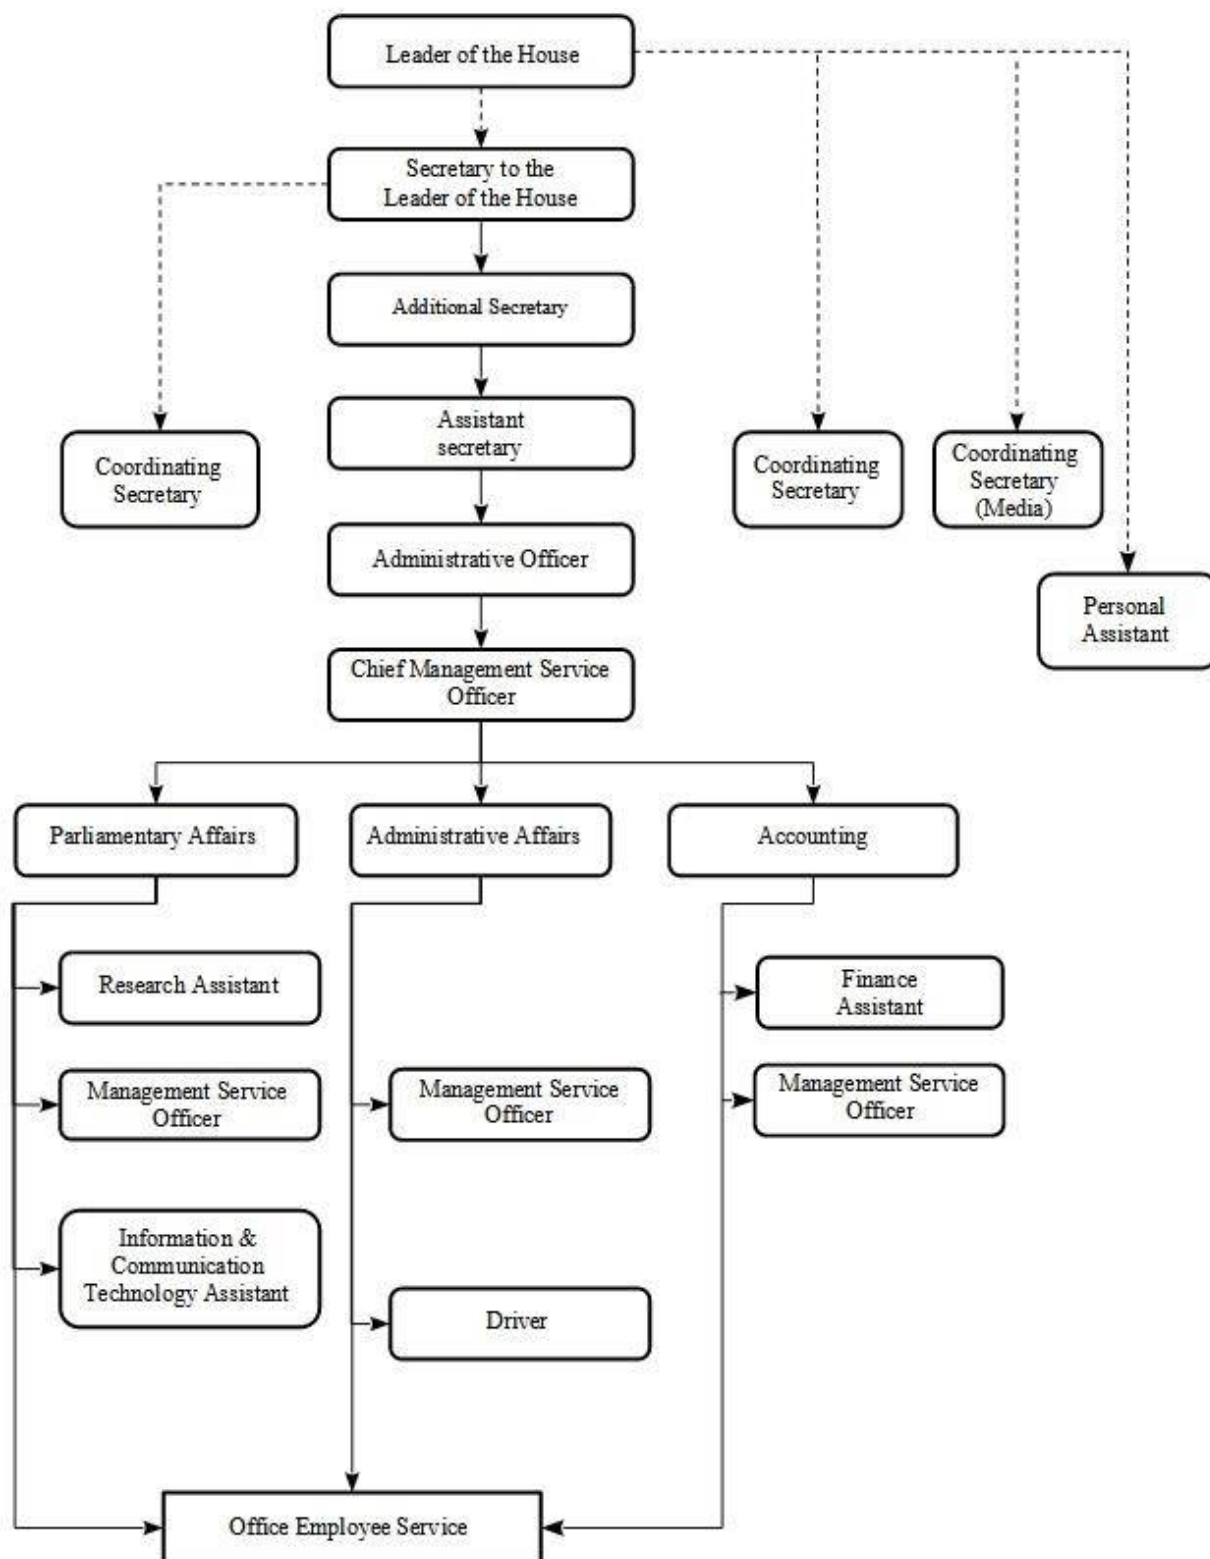 Leader of the House
Secretary to the
Leader of the House
Additional Secretary
Assistant
secretary
Coordinating
Secretary
Coordinating
Secretary
Coordinating
Secretary
(Media)
Administrative Officer
Personal
Assistant
Chief Management Service
Officer
Parliamentary Affairs
Administrative Affairs
Accounting
Research Assistant
Finance
Assistant
Management Service
Officer
Management Service
Officer
Management Service
Officer
Information &
Communication
Technology Assistant
Driver
Office Employee Service